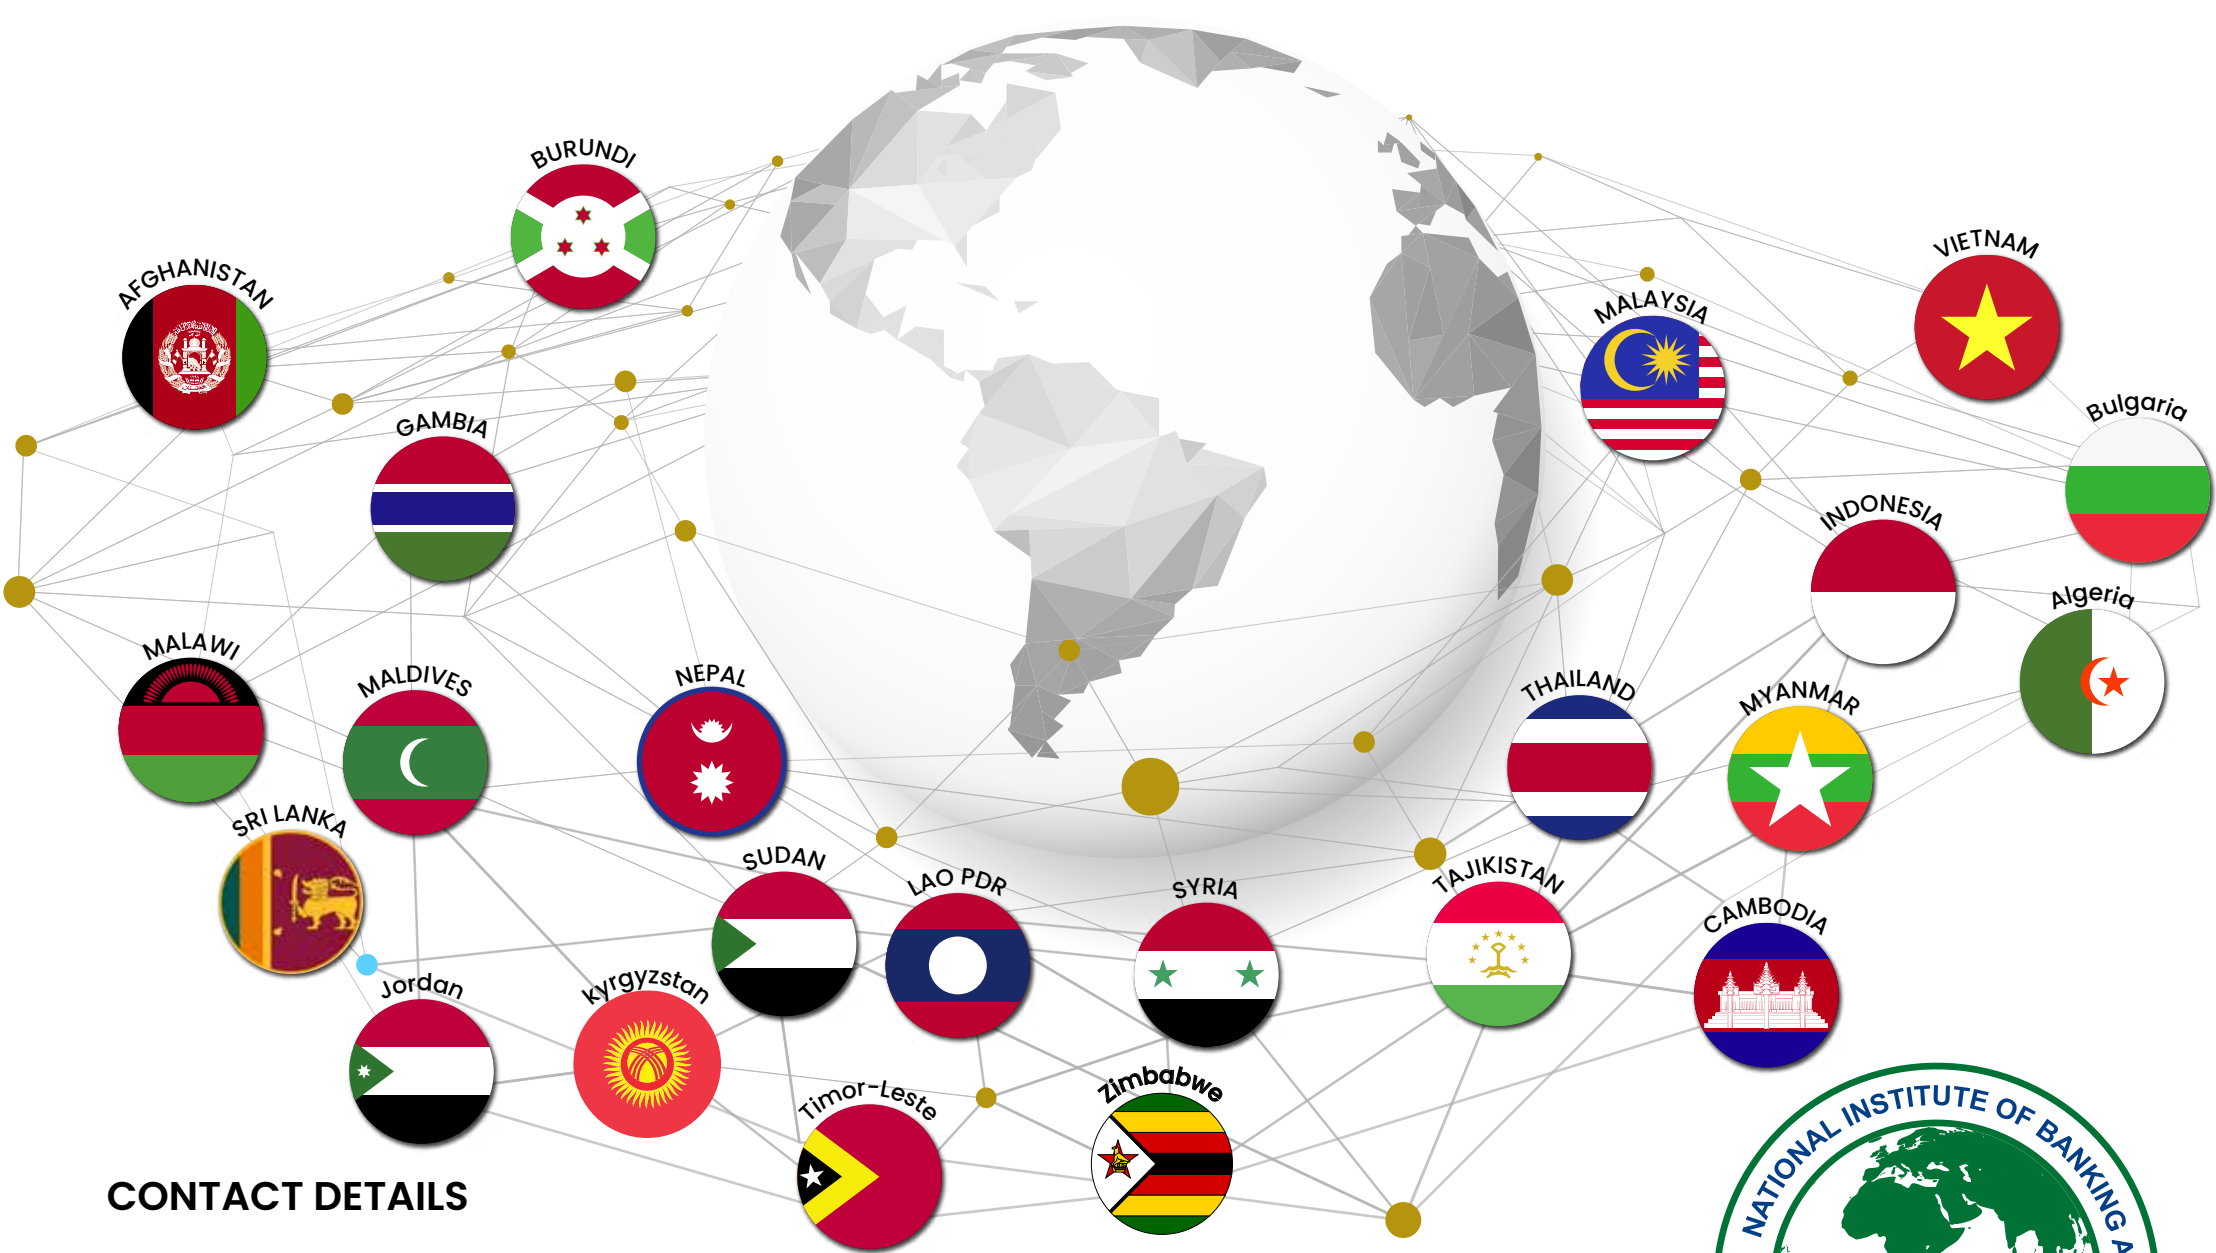 BURUNDI
AFGHANISTAN
VIETNAM
MALAYSIA
Bulgaria
GAMBIA
INDONESIA
Algeria
MALAWI
MALDIVES
NEPAL
THAILAND
MYANMAR
SRI LANKA
SUDAN
LAO PDR
SYRIA
TAJIKISTAN
CAMBODIA
Jordan
kyrgyzstan
Timor-Leste
Zimbabwe
CONTACT DETAILS
NATIONAL INSTITUTE OF BANKING A